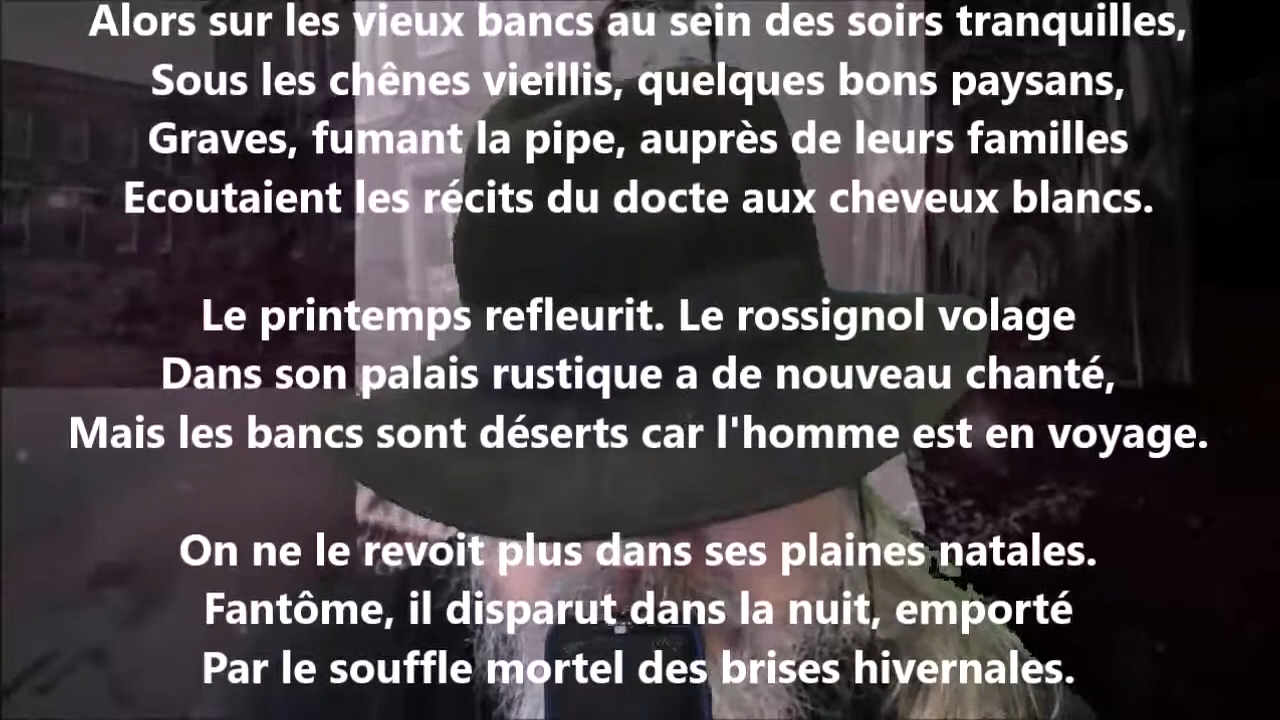 Alors sur les vieux bancs au sein des soirs tranquilles,
Sous les chênes vieillis, quelques bons paysans,
Graves, fumant la pipe, auprès de leurs familles
Ecoutaient les récits du docte aux cheveux blancs.
Le printemps refleurit. Le rossignol volage
Dans son palais rustique a de nouveau chanté,
Mais les bancs sont déserts car l'homme est en voyage.
On ne le revoit plus dans ses plaines natales.
Fantôme, il disparut dans la nuit, emporté
Par le souffle mortel des brises hivernales.